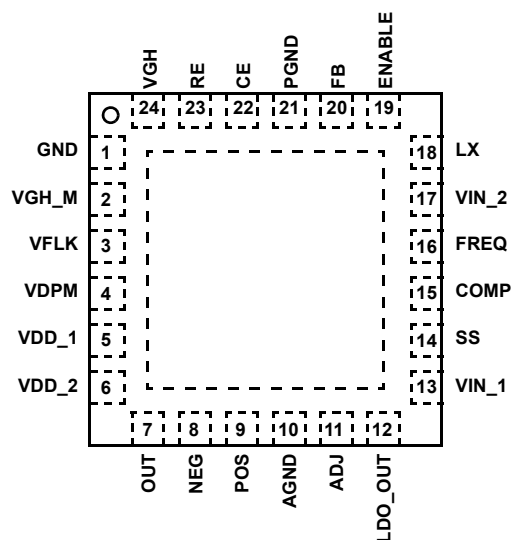 VGH RE CE PGND FB ENABLE
24 23 22 21 20 19
GND 1 18 LX
VGH_M 2 17 VIN_2
VFLK 3 16 FREQ
VDPM 4 15 COMP
VDD_1 5 14 SS
VDD_2 6 13 VIN_1
7 8 9 10 11 12
OUT NEG POS AGND ADJ LDO_OUT